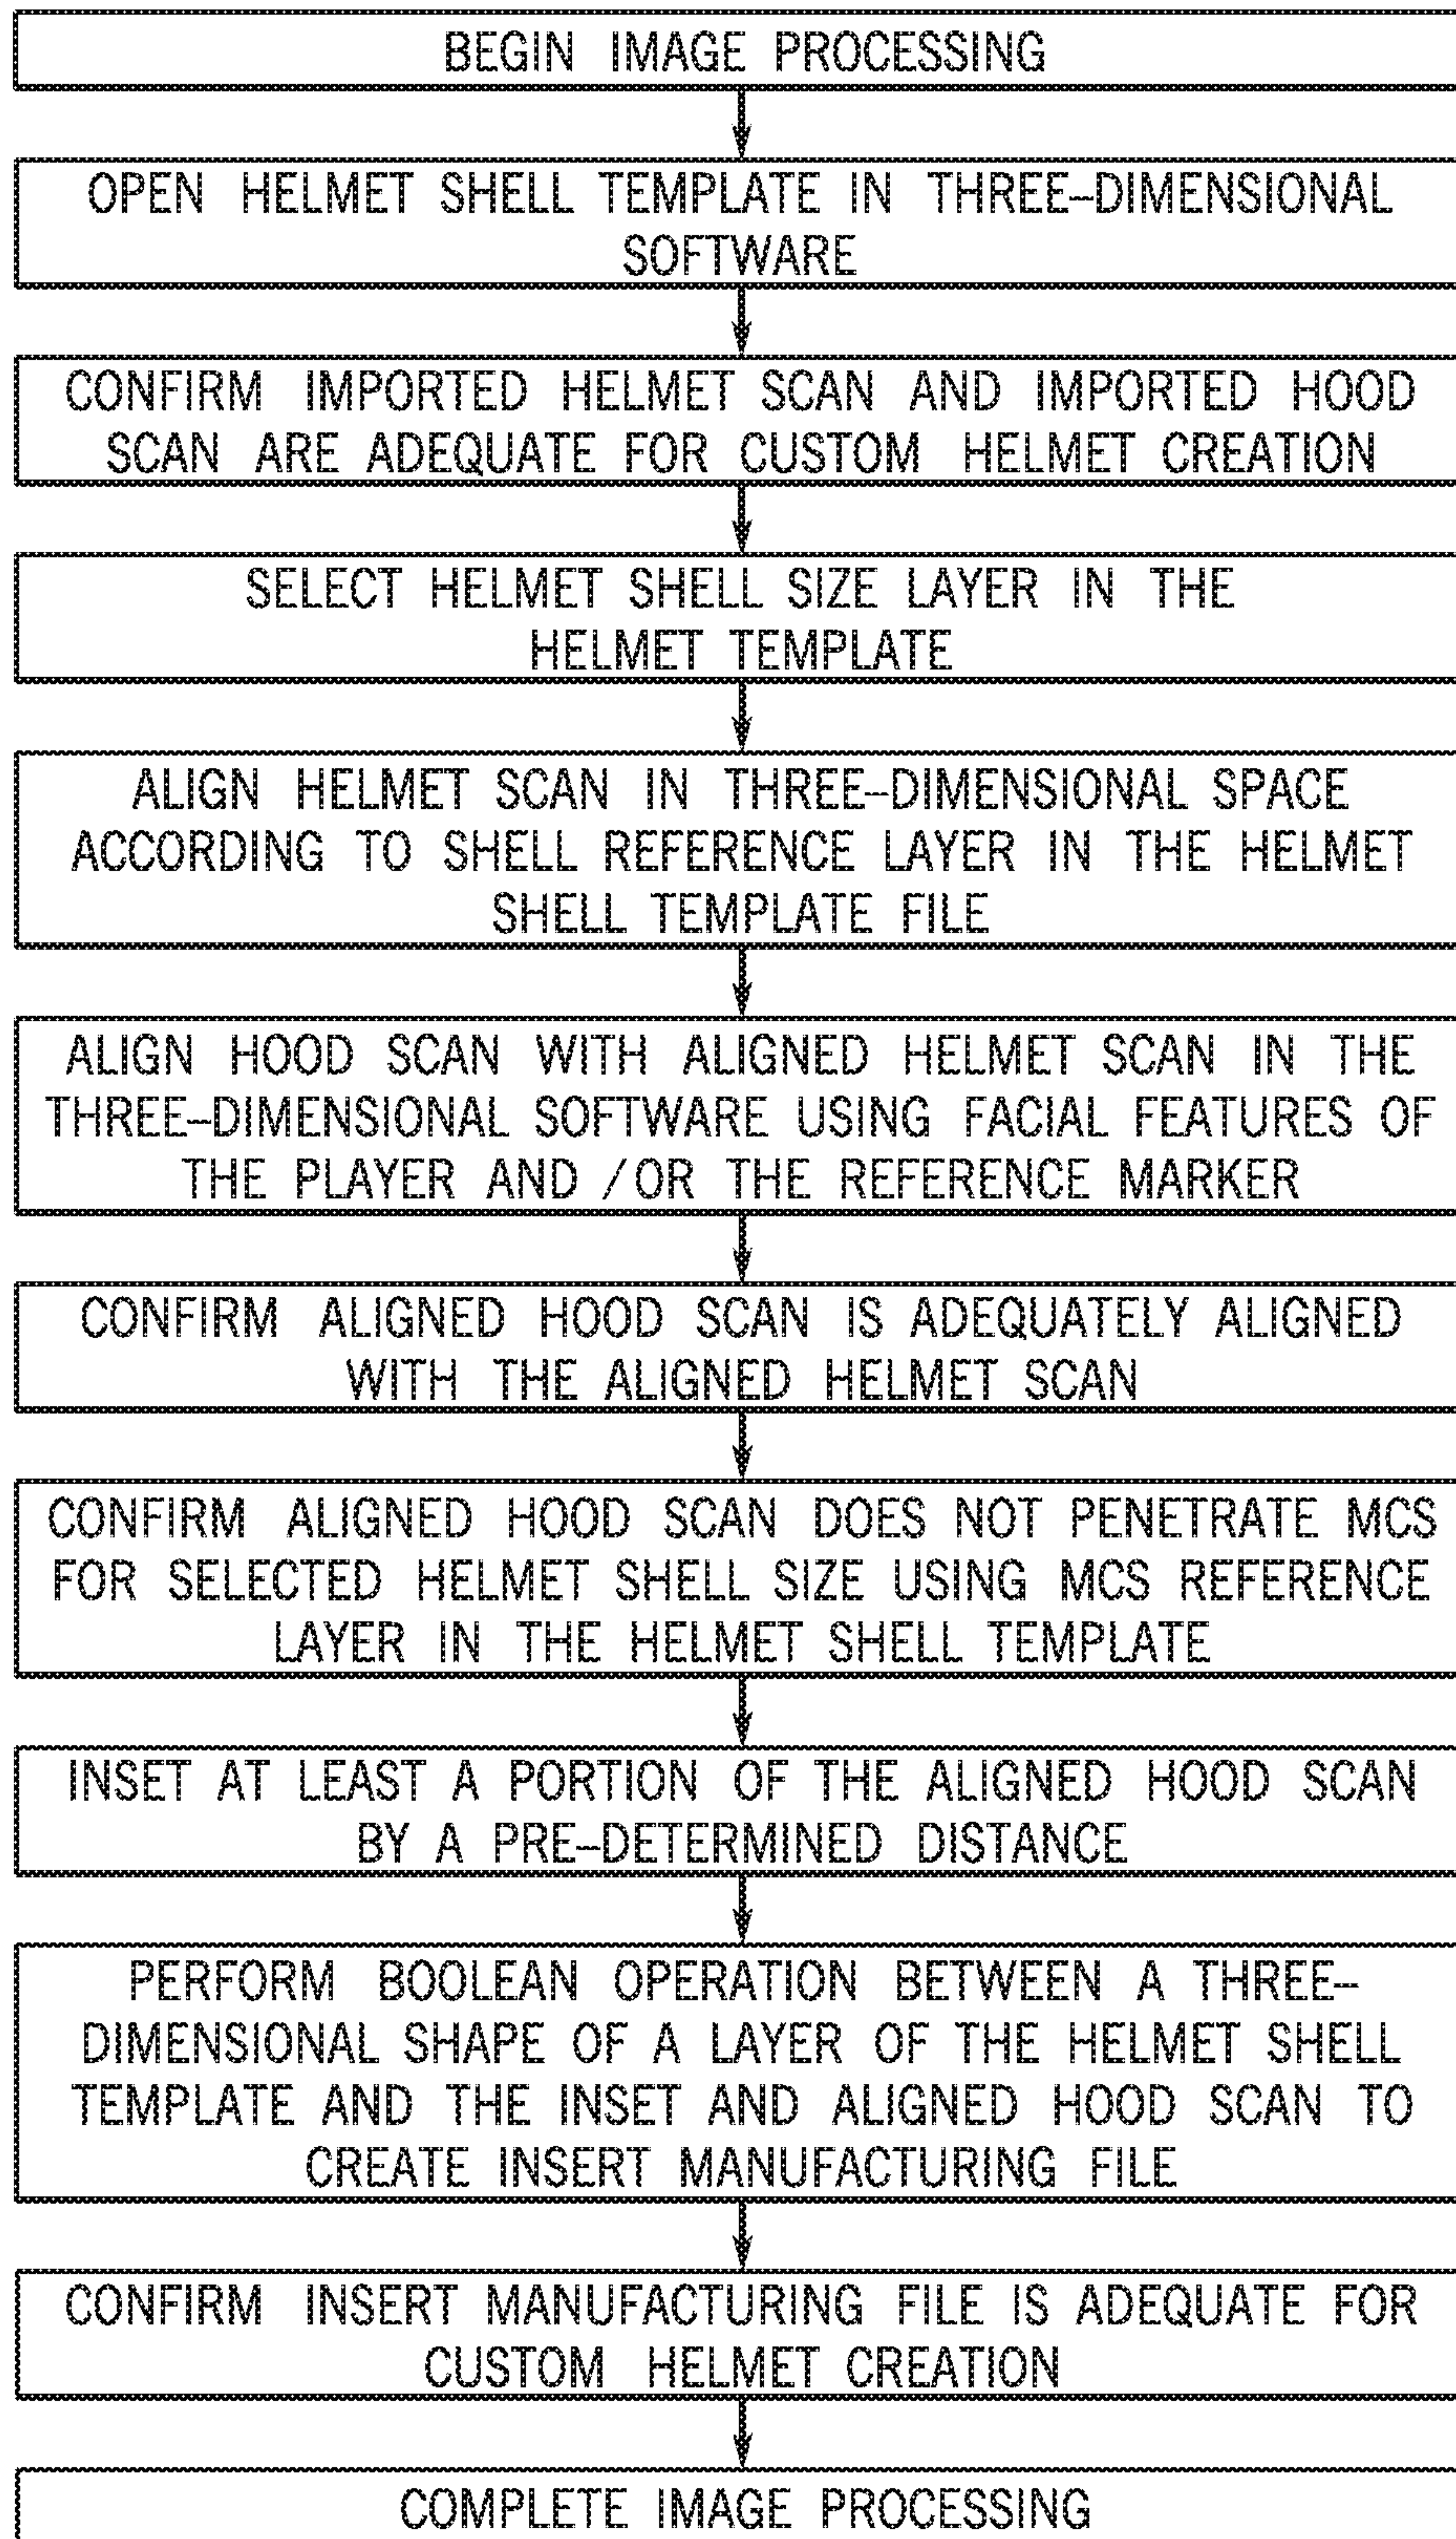 BEGIN IMAGE PROCESSING
OPEN HELMET SHELL TEMPLATE IN THREE-DIMENSIONAL
SOFTWARE
CONFIRM IMPORTED HELMET SCAN AND IMPORTED HOOD
SCAN ARE ADEQUATE FOR CUSTOM HELMET CREATION
SELECT HELMET SHELL SIZE LAYER IN THE
HELMET TEMPLATE
ALIGN HELMET SCAN IN THREE-DIMENSIONAL SPACE
ACCORDING TO SHELL REFERENCE LAYER IN THE HELMET
SHELL TEMPLATE FILE
ALIGN HOOD SCAN WITH ALIGNED HELMET SCAN IN THE
THREE-DIMENSIONAL SOFTWARE USING FACIAL FEATURES OF
THE PLAYER AND /OR THE REFERENCE MARKER
CONFIRM ALIGNED HOOD SCAN IS ADEQUATELY ALIGNED
WITH THE ALIGNED HELMET SCAN
CONFIRM ALIGNED HOOD SCAN DOES NOT PENETRATE MCS
FOR SELECTED HELMET SHELL SIZE USING MCS REFERENCE
LAYER IN THE HELMET SHELL TEMPLATE
INSET AT LEAST A PORTION OF THE ALIGNED HOOD SCAN
BY A PRE-DETERMINED DISTANCE
PERFORM BOOLEAN OPERATION BETWEEN A THREE-
DIMENSIONAL SHAPE OF A LAYER OF THE HELMET SHELL
TEMPLATE AND THE INSET AND ALIGNED HOOD SCAN TO
CREATE INSERT MANUFACTURING FILE
CONFIRM INSERT MANUFACTURING FILE IS ADEQUATE FOR
CUSTOM HELMET CREATION
COMPLETE IMAGE PROCESSING